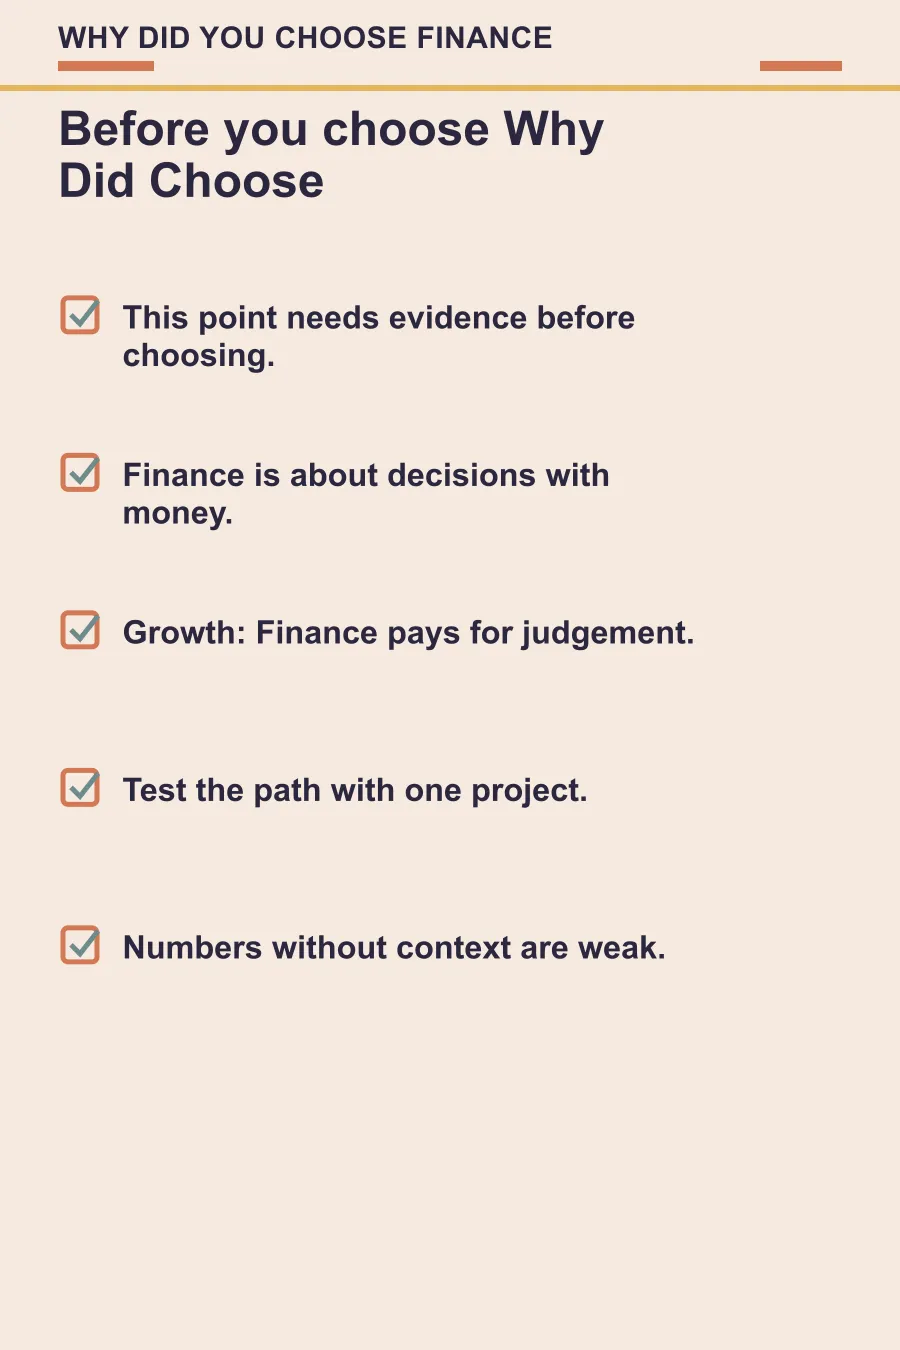 WHY DID YOU CHOOSE FINANCE
Before you choose Why
Did Choose
This point needs evidence before
choosing.
Finance is about decisions with
money.
Growth: Finance pays for judgement.
Test the path with one project.
Numbers without context are weak.